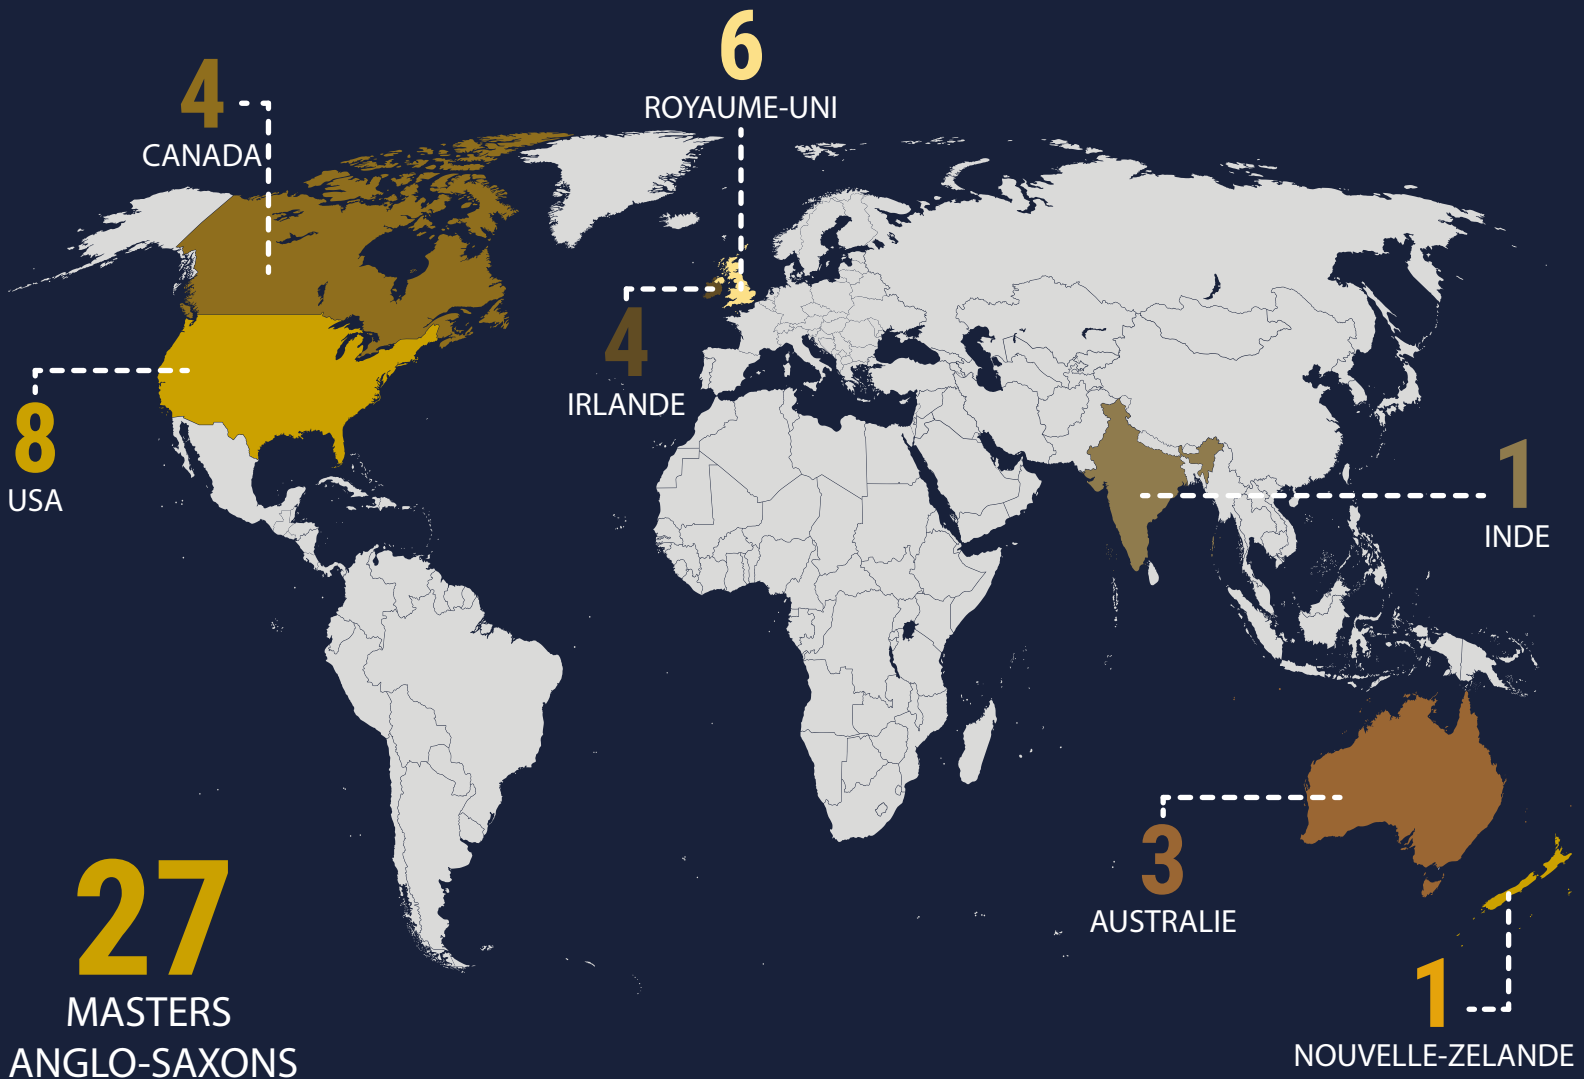 6
ROYAUME-UNI
4
CANADA
4
IRLANDE
8
USA
1
INDE
3
AUSTRALIE
27
MASTERS
ANGLO-SAXONS
1
NOUVELLE-ZELANDE